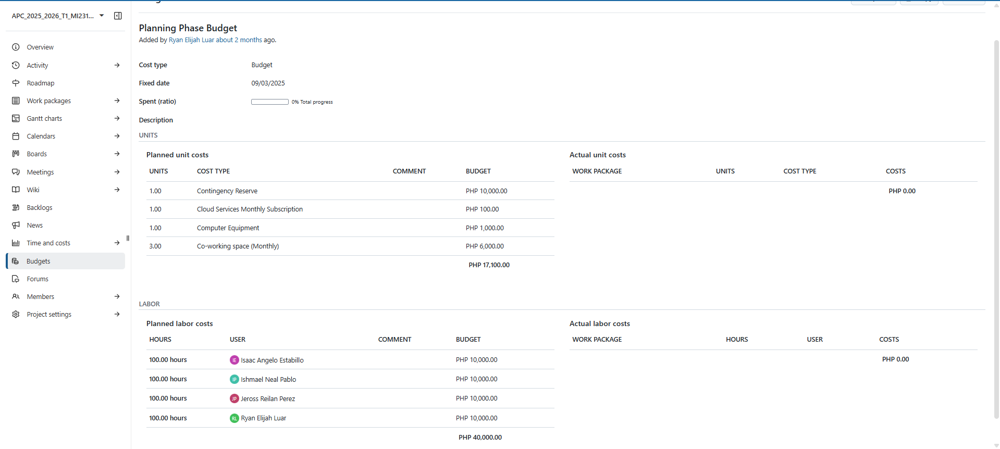 APC_2025_2026_T1_MI231...
Overview
Activity
Roadmap
Work packages
Gantt charts
Calendars
Boards
Meetings
Wiki
Backlogs
News
Time and costs
Budgets
Forums
Members
Project settings
Planning Phase Budget
Added by Ryan Elijah Luar about 2 months ago.
Cost type Budget
Fixed date 09/03/2025
Spent (ratio) 0% Total progress
Description
UNITS
Planned unit costs
UNITS COST TYPE COMMENT BUDGET
1.00 Contingency Reserve PHP 10,000.00
1.00 Cloud Services Monthly Subscription PHP 100.00
1.00 Computer Equipment PHP 1,000.00
3.00 Co-working space (Monthly) PHP 6,000.00
PHP 17,100.00
Actual unit costs
WORK PACKAGE UNITS COST TYPE COSTS
PHP 0.00
LABOR
Planned labor costs
HOURS USER COMMENT BUDGET
100.00 hours IE Isaac Angelo Estabillo PHP 10,000.00
100.00 hours IP Ishmael Neal Pablo PHP 10,000.00
100.00 hours JP Jeross Reilan Perez PHP 10,000.00
100.00 hours RL Ryan Elijah Luar PHP 10,000.00
PHP 40,000.00
Actual labor costs
WORK PACKAGE HOURS USER COSTS
PHP 0.00